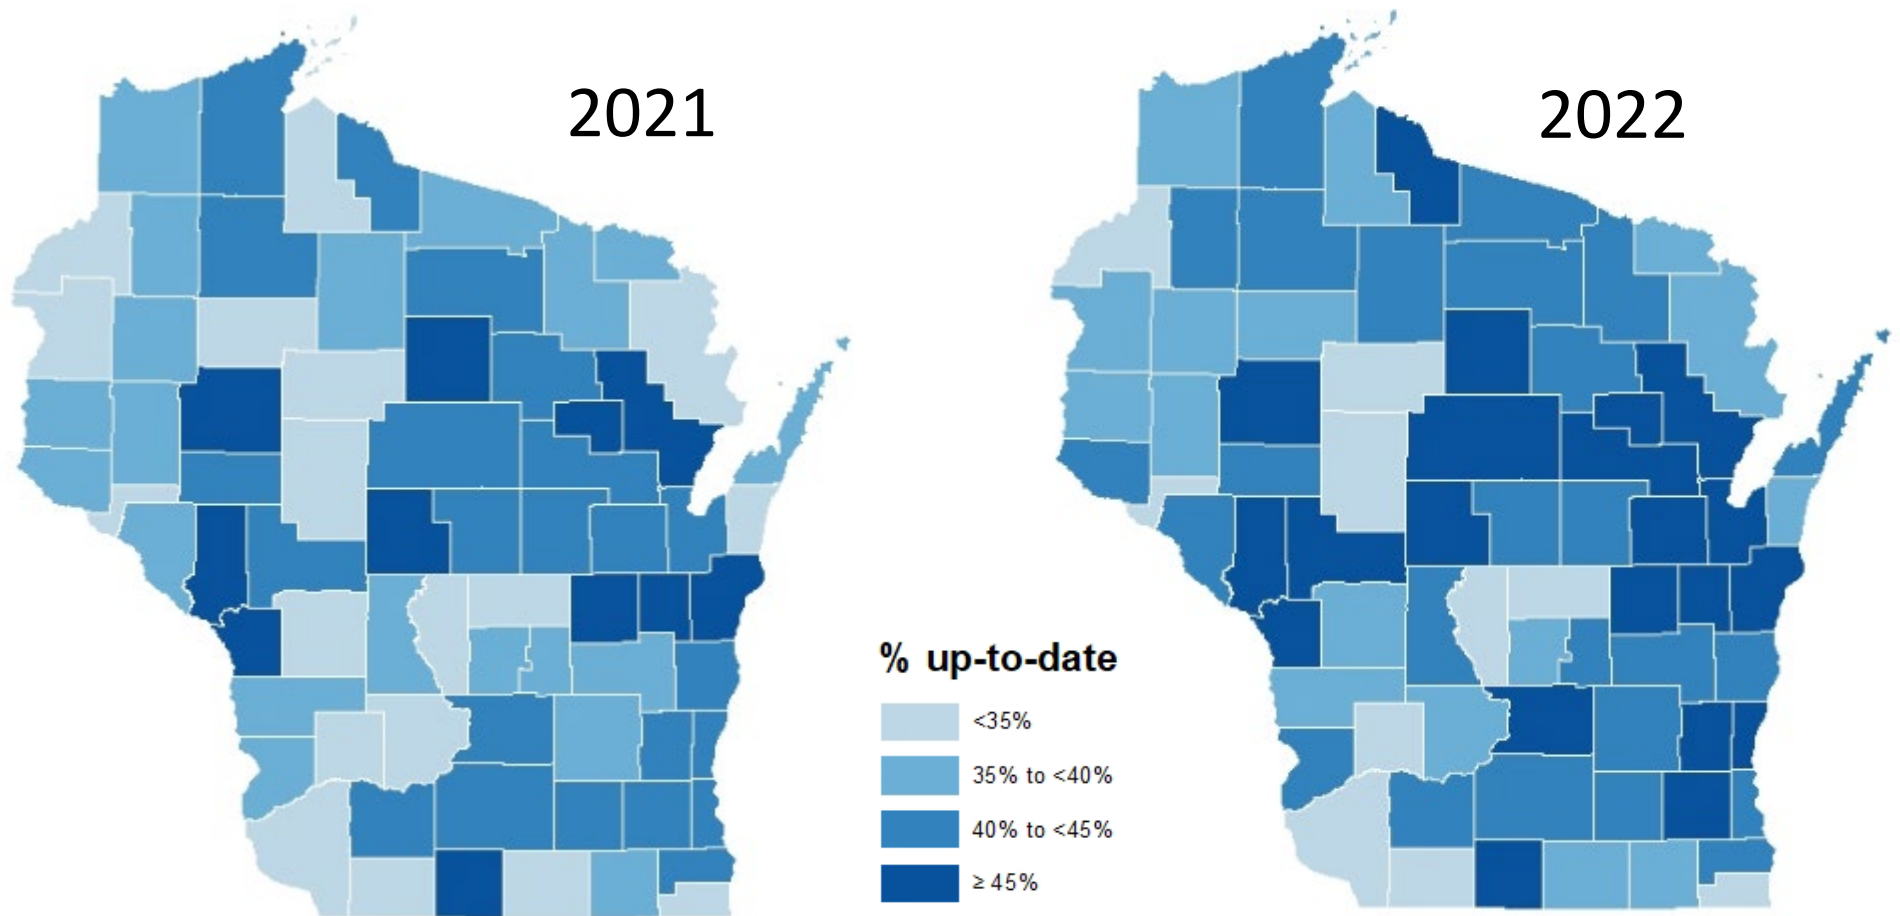 2021
2022
% up-to-date
<35%
35% to <40%
40% to <45%
≥ 45%